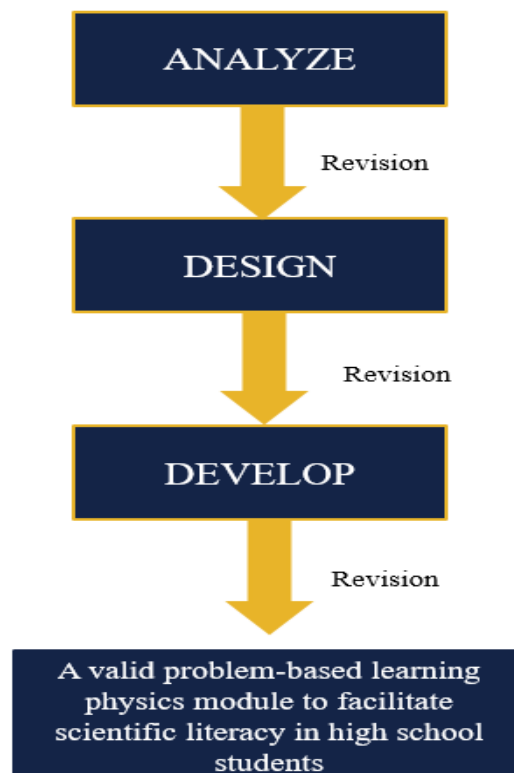 ANALYZE
Revision
DESIGN
Revision
DEVELOP
Revision
A valid problem-based learning
physics module to facilitate
scientific literacy in high school
students